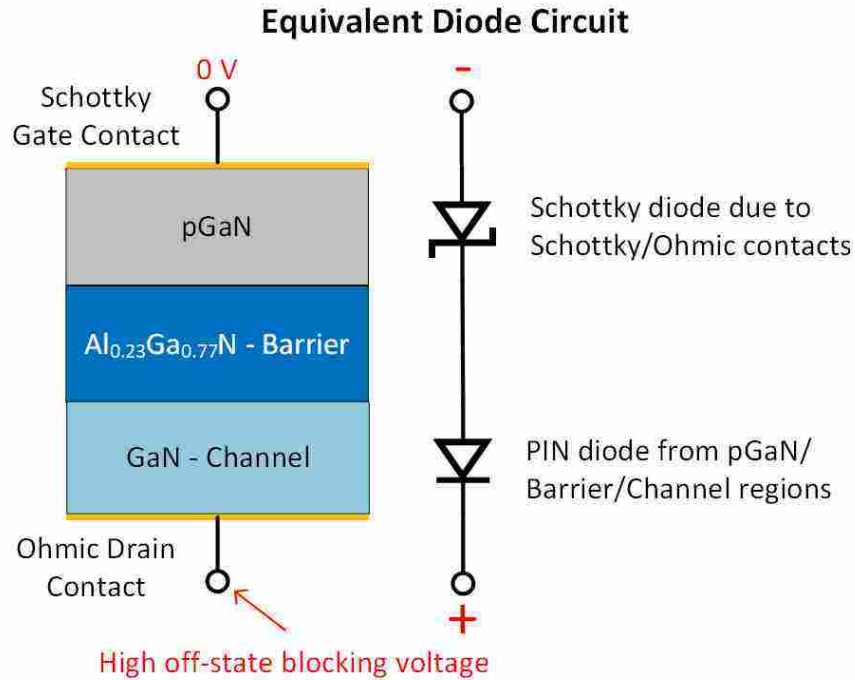 Equivalent Diode Circuit
0 V
-
Schottky
Gate Contact
pGaN
Schottky diode due to
Schottky/Ohmic contacts
Al₀.₂₃Ga₀.₇₇N - Barrier
GaN - Channel
PIN diode from pGaN/
Barrier/Channel regions
Ohmic Drain
Contact
+
High off-state blocking voltage